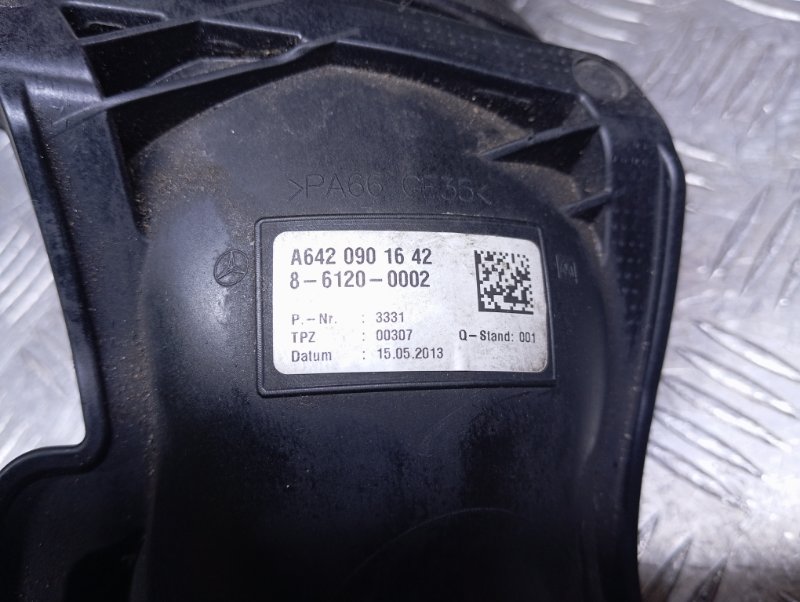 >PA66 GF35<
A642 090 16 42
8-6120-0002
P.-Nr. : 3331
TPZ : 00307 Q-Stand: 001
Datum : 15.05.2013